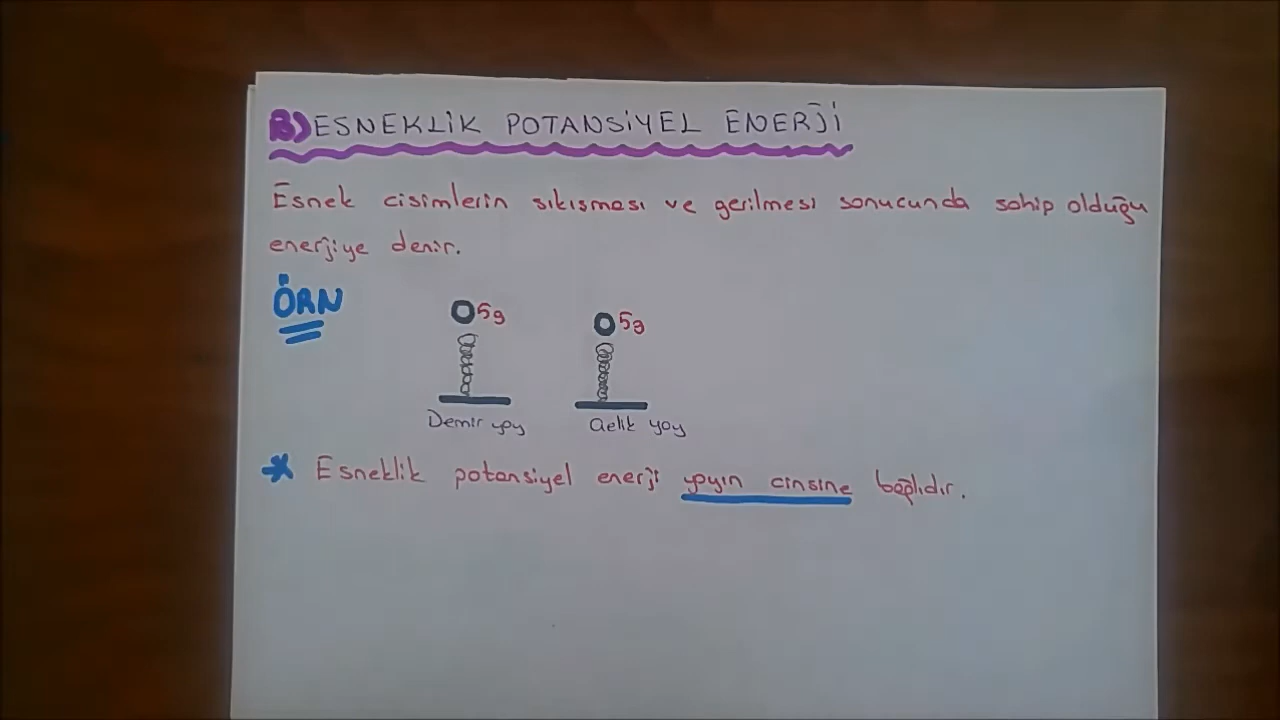 B) ESNEKLİK POTANSİYEL ENERJİ
Esnek cisimlerin sıkısması ve gerilmesi sonucunda sahip olduğu
enerjiye denir.
ÖRN
5g 5g
Demir yay Çelik yay
* Esneklik potansiyel enerji yayın cinsine bağlıdır.